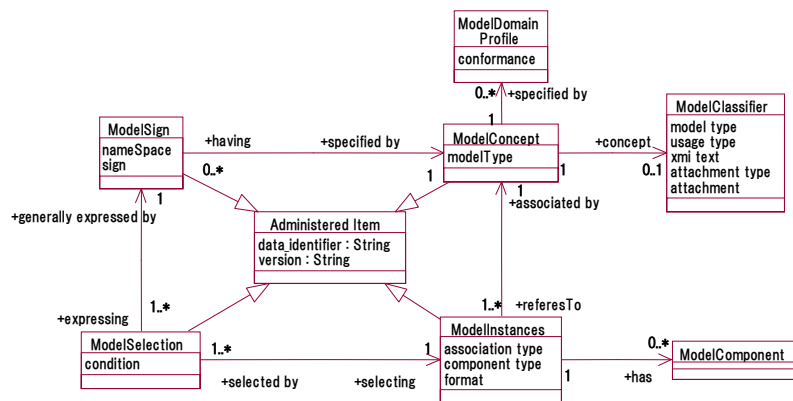 ModelDomain
Profile
conformance
0..*
+specified by
1
ModelSign
nameSpace
sign
+having
+specified by
0..*
1
ModelConcept
modelType
1
1
+concept
0..1
ModelClassifier
model type
usage type
xmi text
attachment type
attachment
1
+generally expressed by
+associated by
Administered Item
data_identifier : String
version : String
1..*
+expressing
1..*
+referesTo
ModelSelection
condition
1..*
+selected by
1
+selecting
ModelInstances
association type
component type
format
1
0..*
+has
ModelComponent